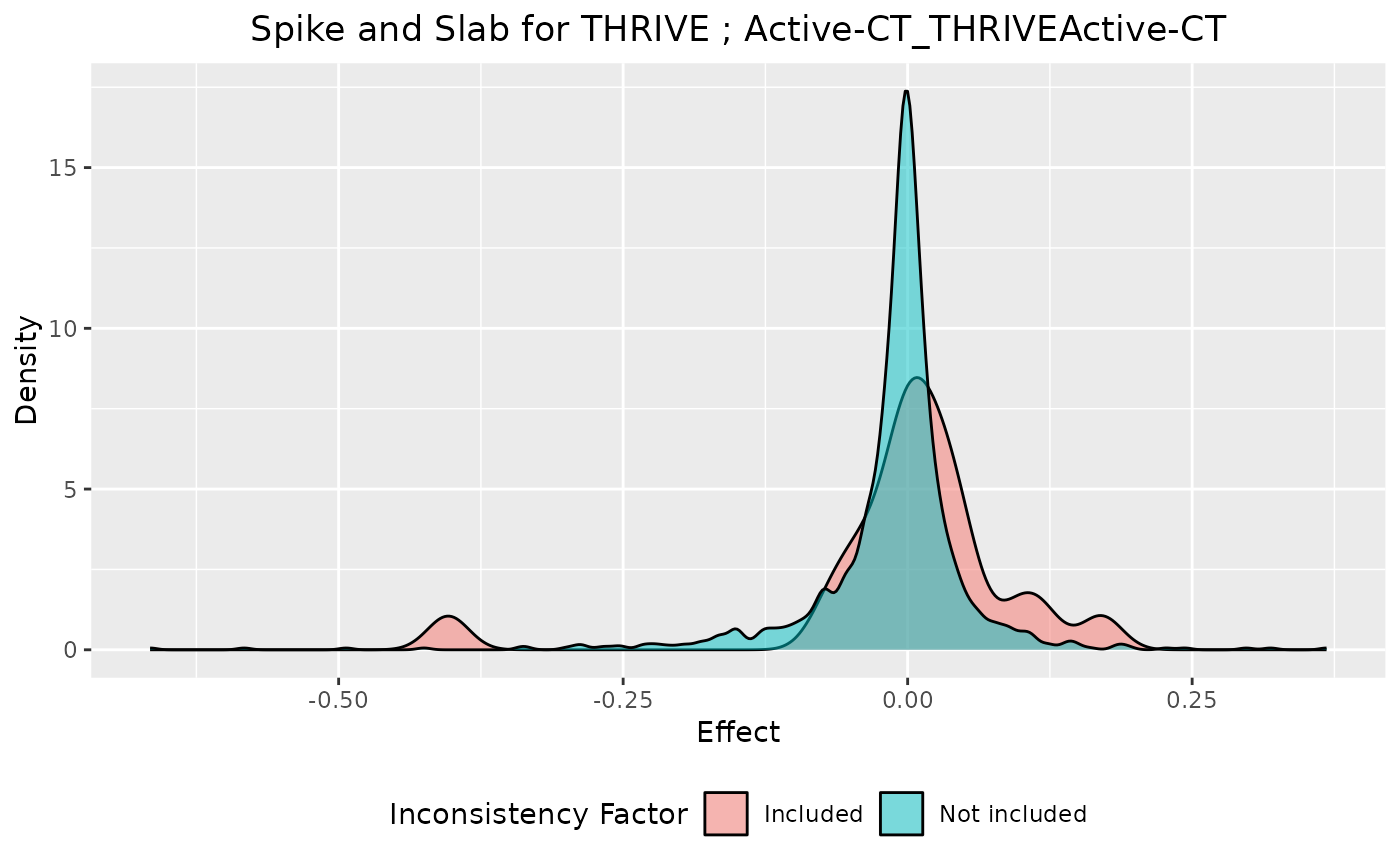 Spike and Slab for THRIVE ; Active-CT_THRIVEActive-CT
Density
15
10
5
0
-0.50 -0.25 0.00 0.25
Effect
Inconsistency Factor Included Not included